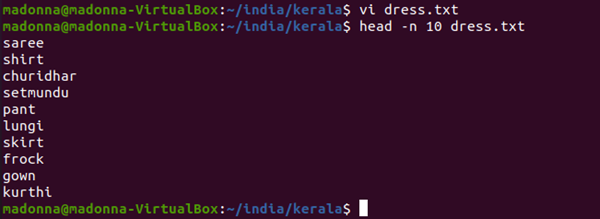 madonna@madonna-VirtualBox:~/india/kerala$ vi dress.txt
madonna@madonna-VirtualBox:~/india/kerala$ head -n 10 dress.txt
saree
shirt
churidhar
setmundu
pant
lungi
skirt
frock
gown
kurthi
madonna@madonna-VirtualBox:~/india/kerala$